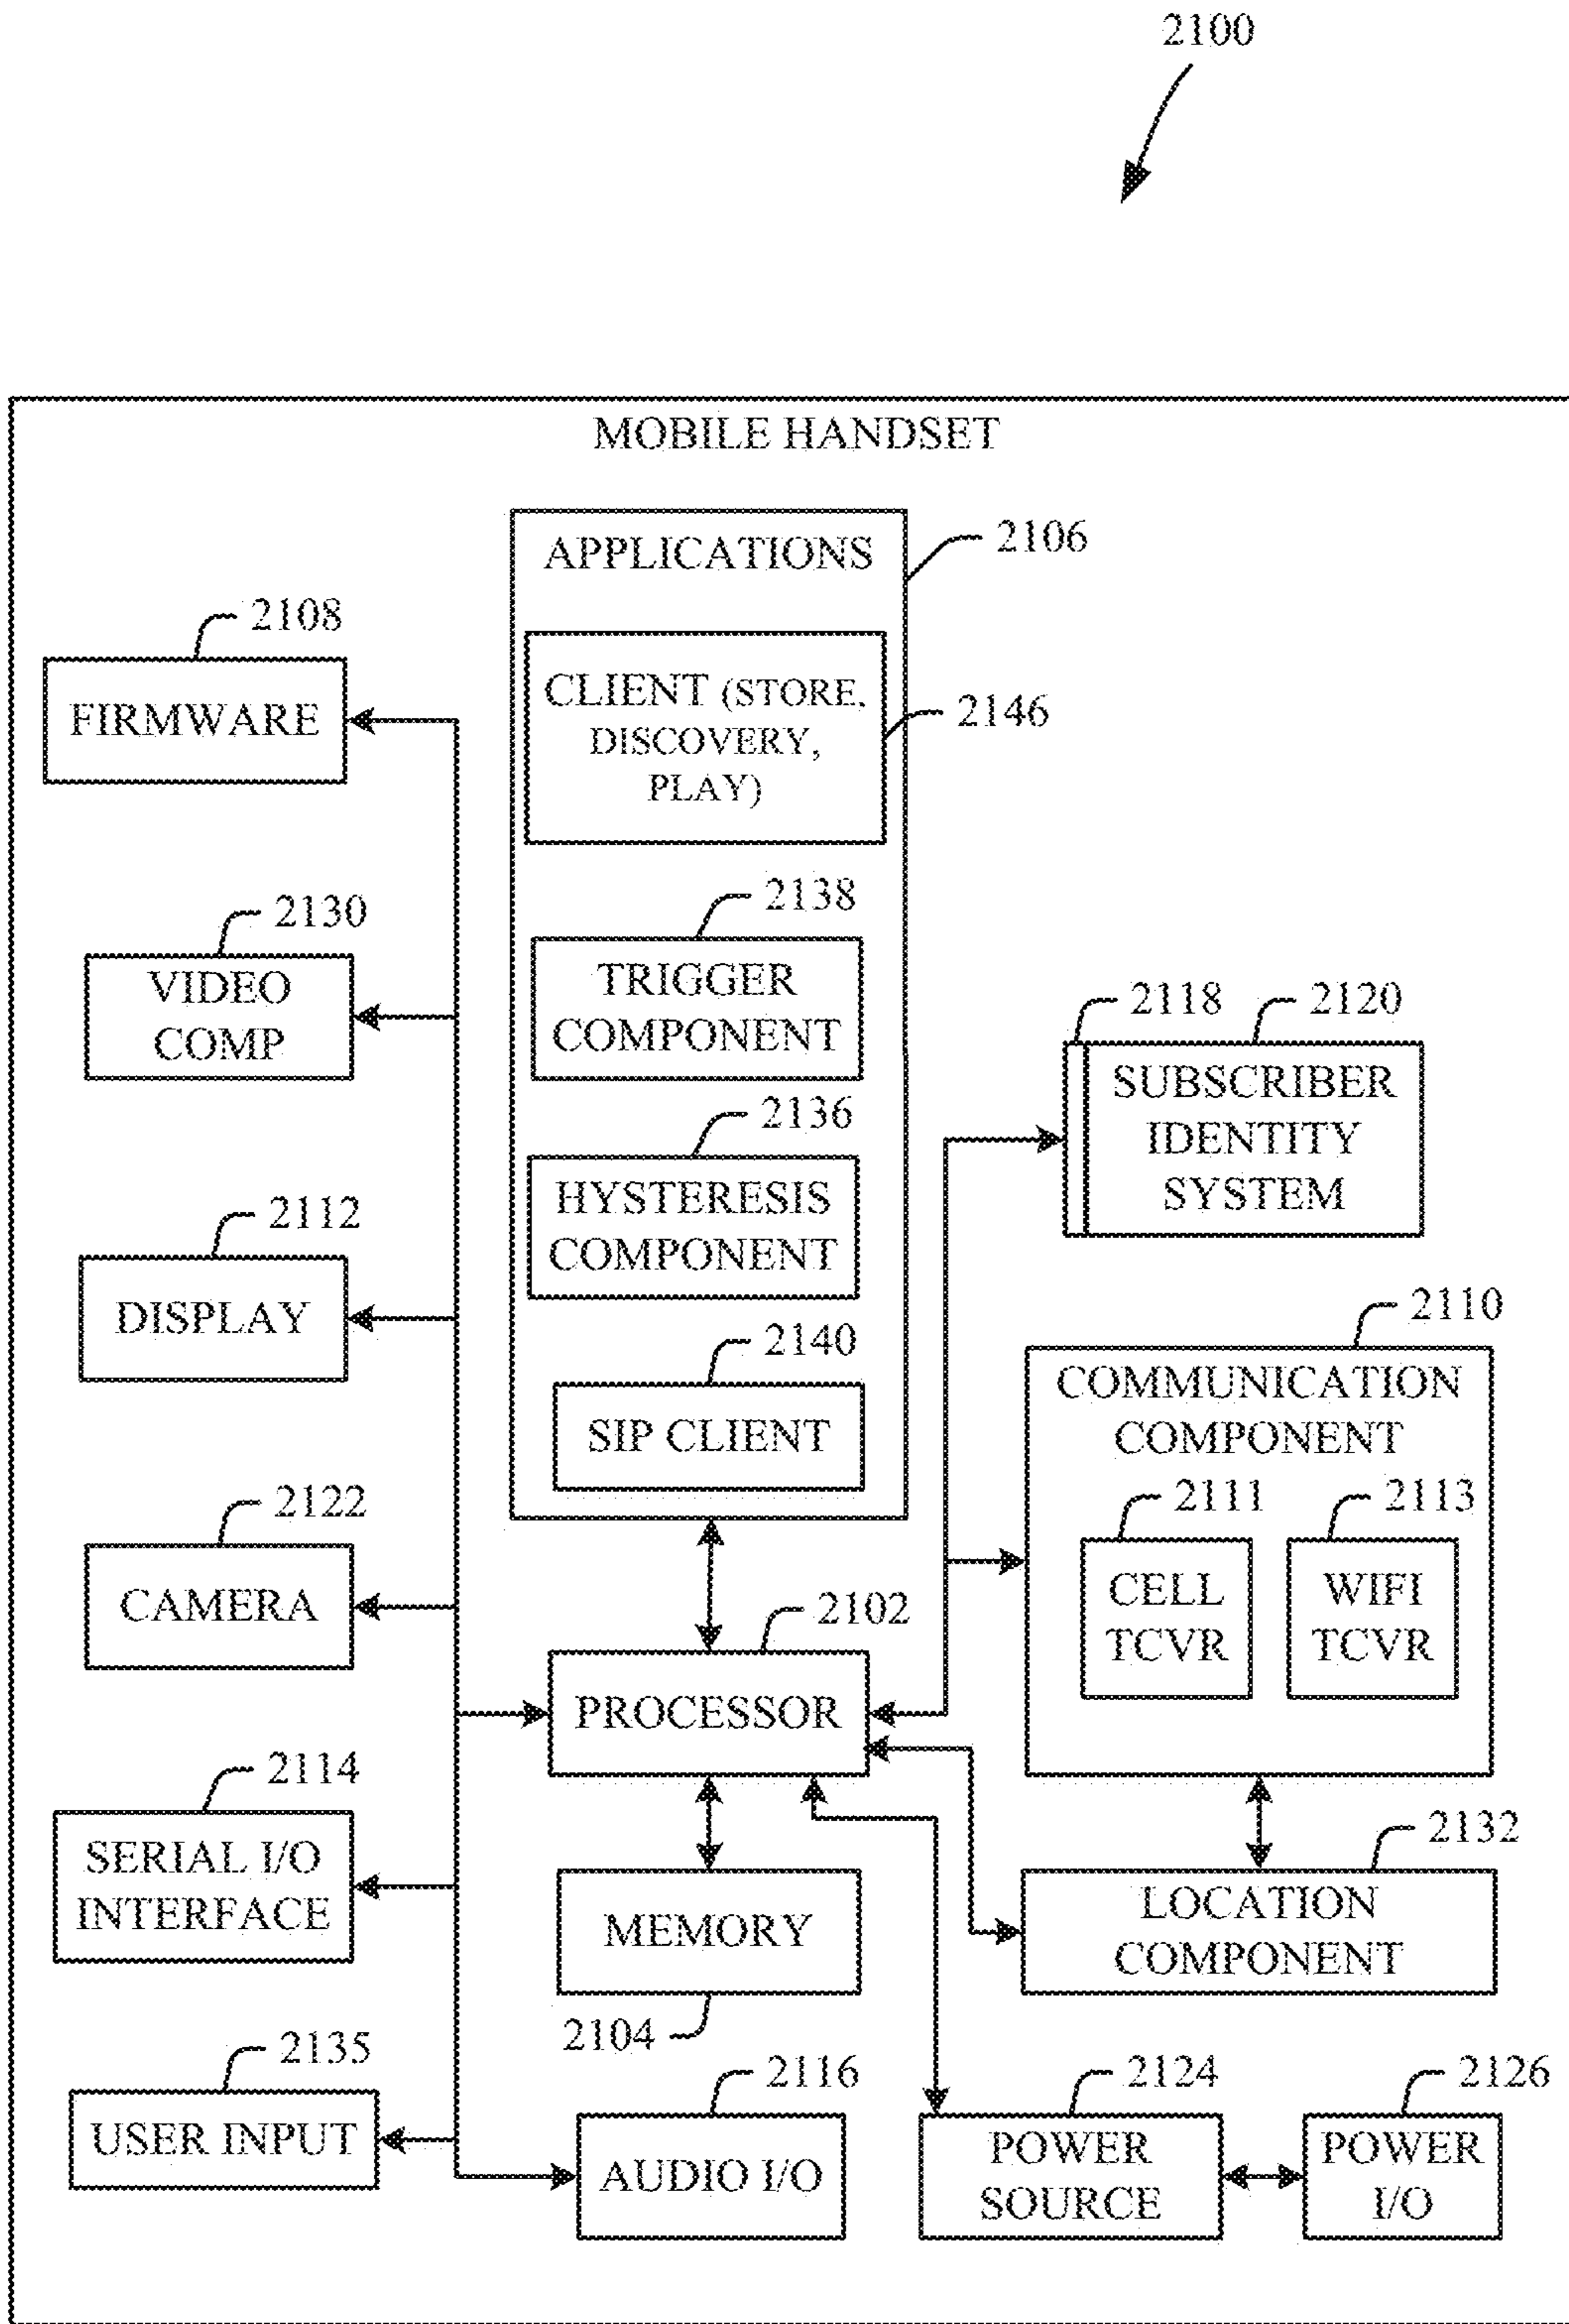 2100
MOBILE HANDSET
APPLICATIONS
2106
2108
FIRMWARE
CLIENT (STORE,
DISCOVERY,
PLAY)
2146
2130
VIDEO
COMP
2138
TRIGGER
COMPONENT
2118
2120
SUBSCRIBER
IDENTITY
SYSTEM
2136
HYSTERESIS
COMPONENT
2112
DISPLAY
2140
SIP CLIENT
2110
COMMUNICATION
COMPONENT
2111
CELL
TCVR
2113
WIFI
TCVR
2122
CAMERA
2102
PROCESSOR
2114
SERIAL I/O
INTERFACE
MEMORY
2104
2132
LOCATION
COMPONENT
2135
USER INPUT
2116
AUDIO I/O
2124
POWER
SOURCE
2126
POWER
I/O